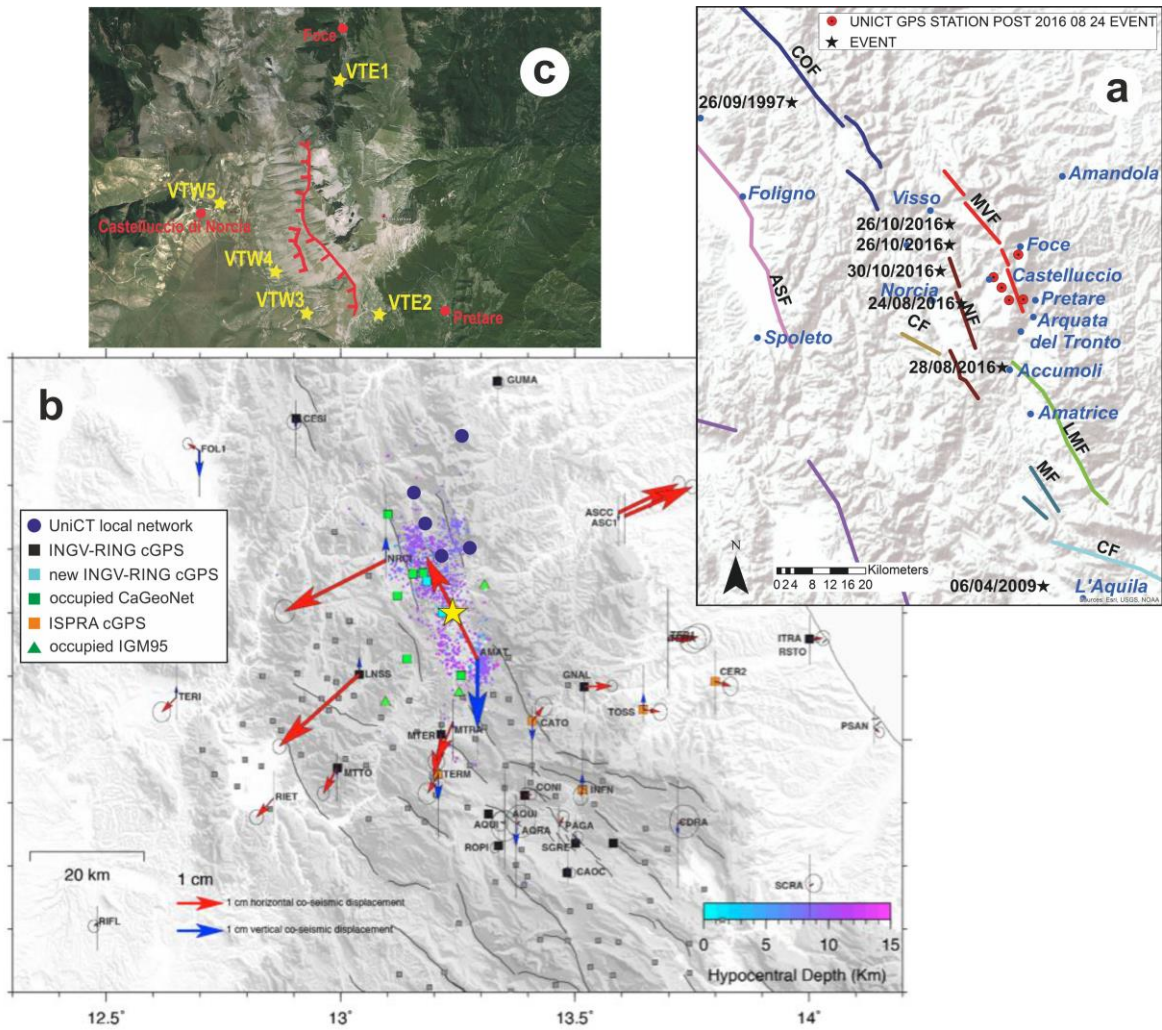 Foce
c
VTE1
VTW5
Castelluccio di Norcia
VTW4
VTW3
VTE2
Pretare
UNICT GPS STATION POST 2016 08 24 EVENT
EVENT
a
COF
26/09/1997
Amandola
Foligno
Visso
MVF
26/10/2016
Foce
26/10/2016
30/10/2016
Castelluccio
ASF
Norcia
24/08/2016
Pretare
NF
Arquata
del Tronto
CF
Spoleto
28/08/2016
Accumoli
Amatrice
LMF
MF
CF
N
0 2 4 8 12 16 20
Kilometers
06/04/2009
L'Aquila
Sources: Esri, USGS, NOAA
b
GUMA
CESI
FOL1
UniCT local network
INGV-RING cGPS
new INGV-RING cGPS
occupied CaGeoNet
ISPRA cGPS
occupied IGM95
ASCC
ASC1
NRCI
AMAT
ITRA
RSTO
LNSS
GNAL
CER2
TERI
TOSS
CATO
PSAN
MTER
MTRA
MTTO
TERM
RIET
CONI
INFN
AQUI
AQUI
AQRA
PAGA
CDRA
ROPI
SGRE
CAOC
SCRA
RIFL
20 km
1 cm
1 cm horizontal co-seismic displacement
1 cm vertical co-seismic displacement
0 5 10 15
Hypocentral Depth (Km)
12.5° 13° 13.5° 14°